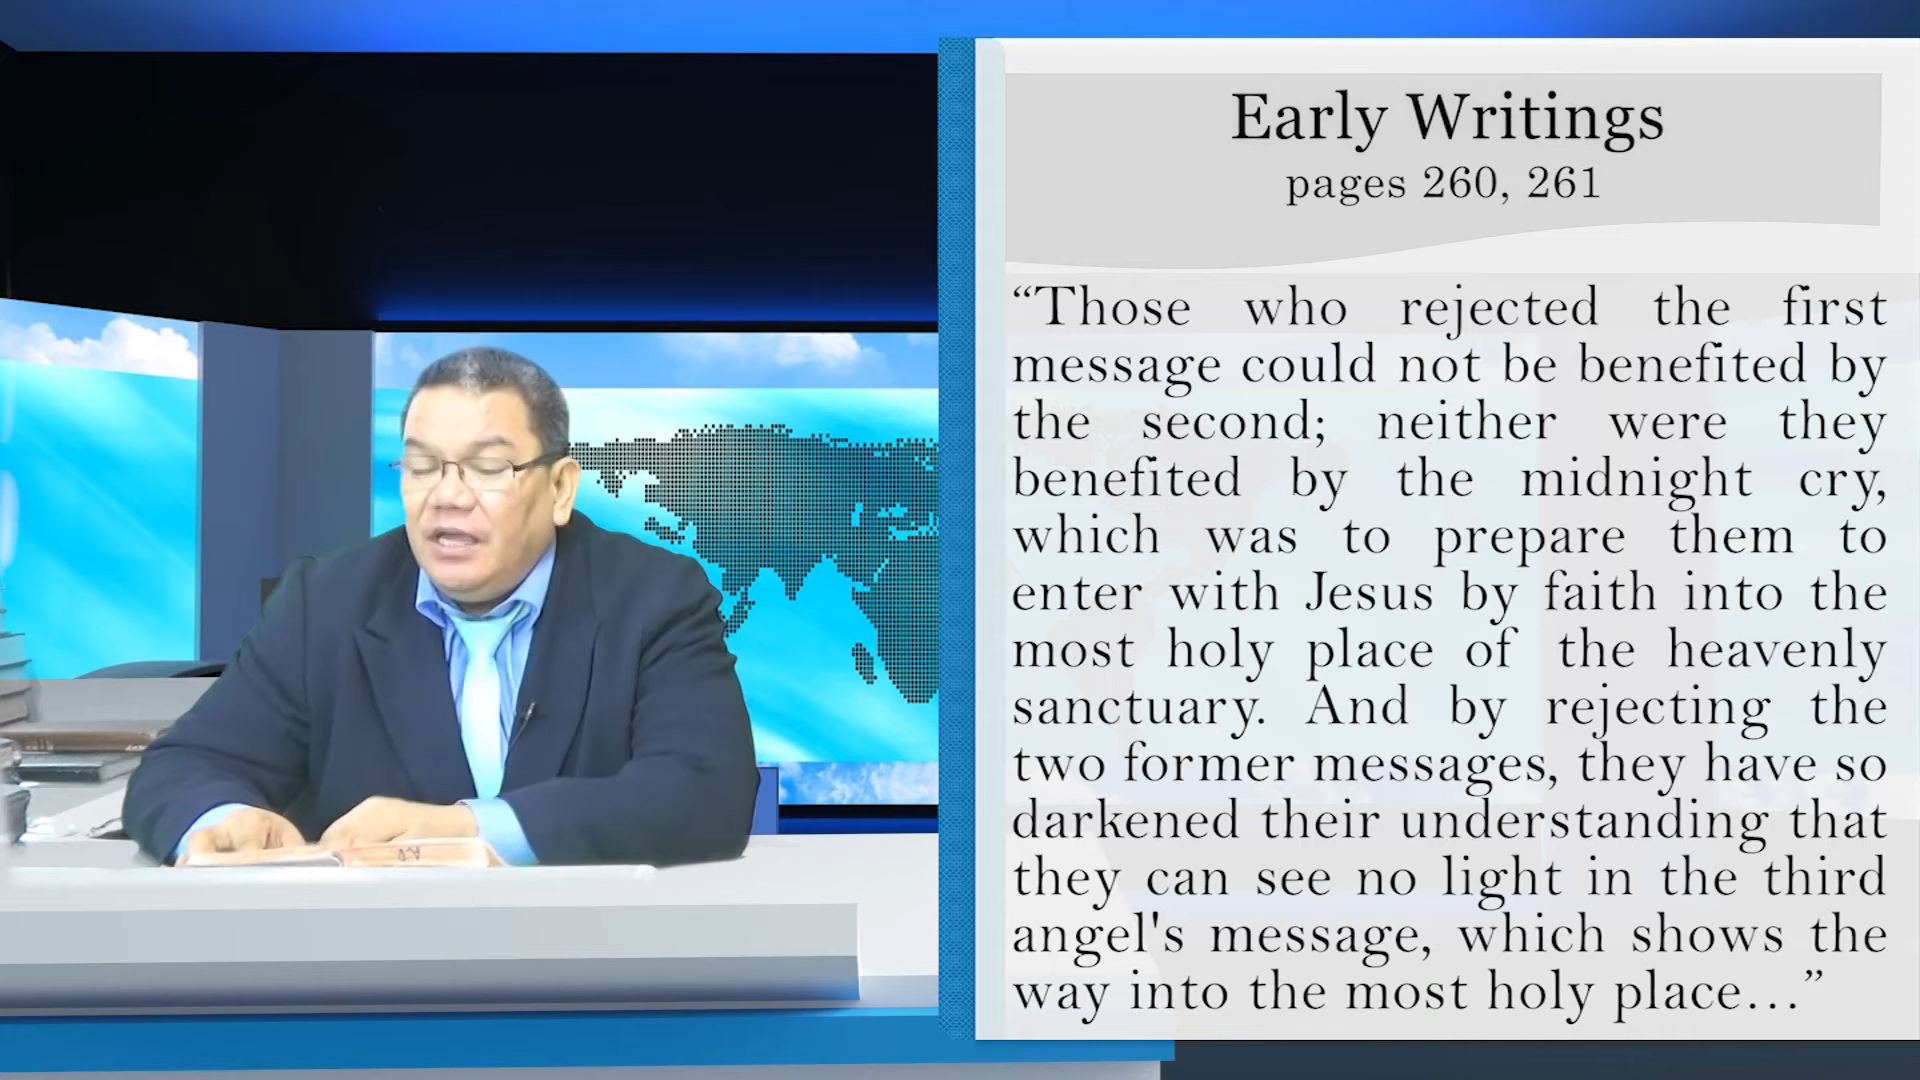 Early Writings
pages 260, 261
“Those who rejected the first
message could not be benefited by
the second; neither were they
benefited by the midnight cry,
which was to prepare them to
enter with Jesus by faith into the
most holy place of the heavenly
sanctuary. And by rejecting the
two former messages, they have so
darkened their understanding that
they can see no light in the third
angel's message, which shows the
way into the most holy place…”